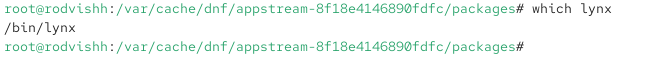 root@rodvishh:/var/cache/dnf/appstream-8f18e4146890fdfc/packages# which lynx
/bin/lynx
root@rodvishh:/var/cache/dnf/appstream-8f18e4146890fdfc/packages#